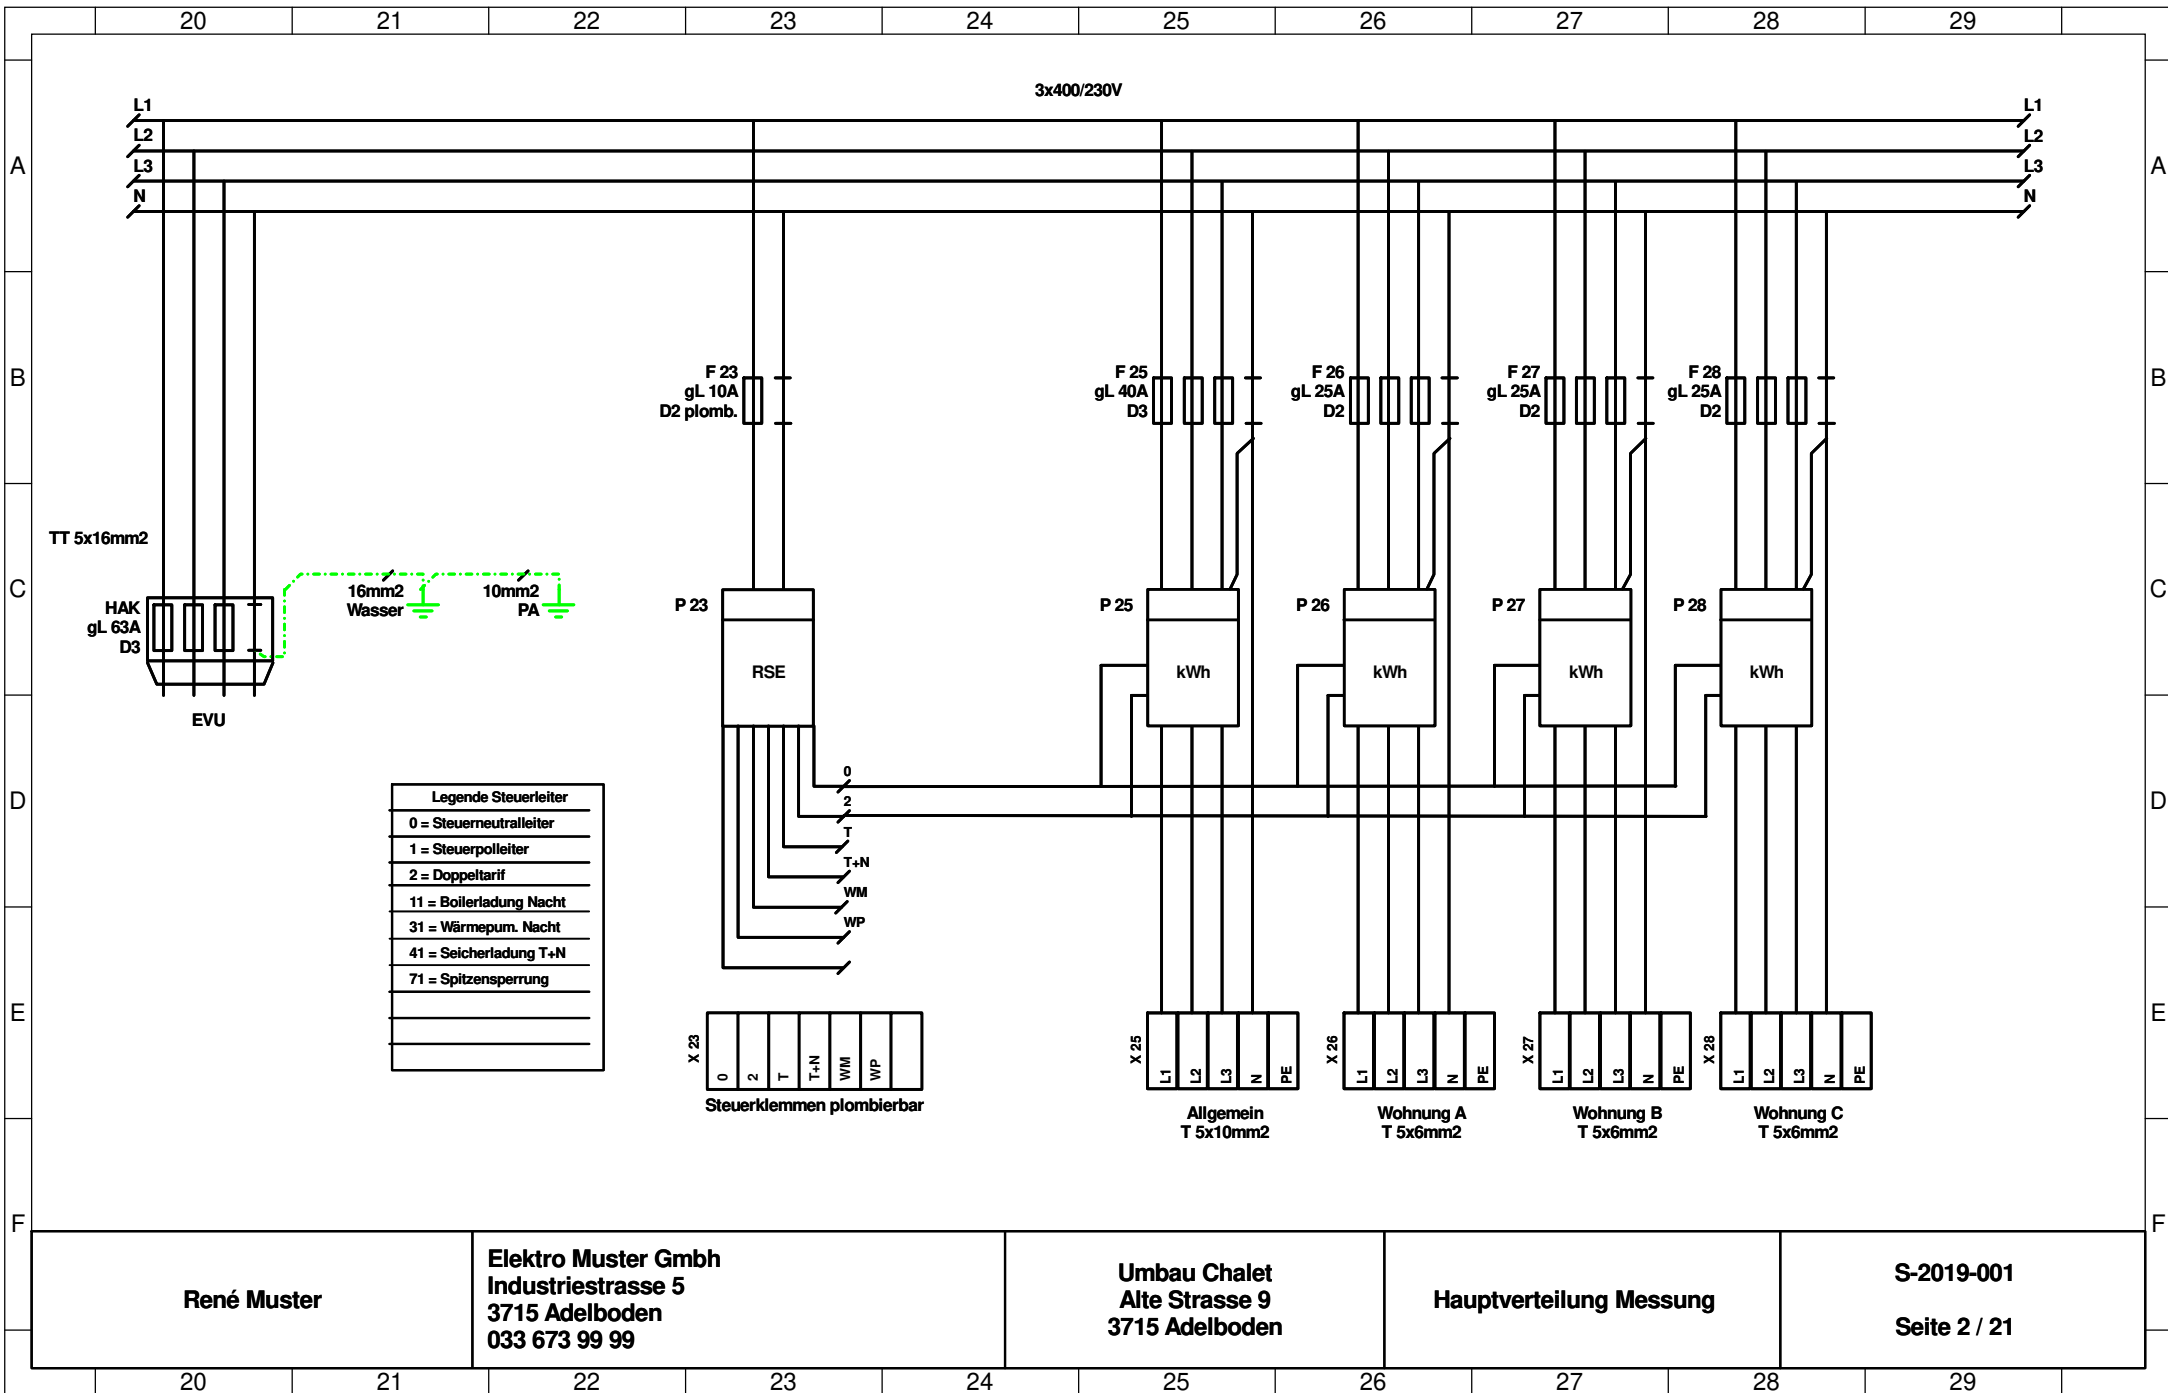 20 21 22 23 24 25 26 27 28 29
3x400/230V
L1 L1
L2 L2
L3 L3
N N
A A
B B
C C
D D
E E
F F
F 23
gL 10A
D2 plomb.
F 25
gL 40A
D3
F 26
gL 25A
D2
F 27
gL 25A
D2
F 28
gL 25A
D2
TT 5x16mm2
HAK
gL 63A
D3
EVU
16mm2
Wasser
10mm2
PA
P 23
RSE
P 25
kWh
P 26
kWh
P 27
kWh
P 28
kWh
0
2
T
T+N
WM
WP
Legende Steuerleiter
0 = Steuerneutralleiter
1 = Steuerpolleiter
2 = Doppeltarif
11 = Boilerladung Nacht
31 = Wärmepum. Nacht
41 = Seicherladung T+N
71 = Spitzensperrung
X 23
0 2 T T+N WM WP
Steuerklemmen plombierbar
X 25
L1 L2 L3 N PE
Allgemein
T 5x10mm2
X 26
L1 L2 L3 N PE
Wohnung A
T 5x6mm2
X 27
L1 L2 L3 N PE
Wohnung B
T 5x6mm2
X 28
L1 L2 L3 N PE
Wohnung C
T 5x6mm2
René Muster
Elektro Muster Gmbh
Industriestrasse 5
3715 Adelboden
033 673 99 99
Umbau Chalet
Alte Strasse 9
3715 Adelboden
Hauptverteilung Messung
S-2019-001
Seite 2 / 21
20 21 22 23 24 25 26 27 28 29